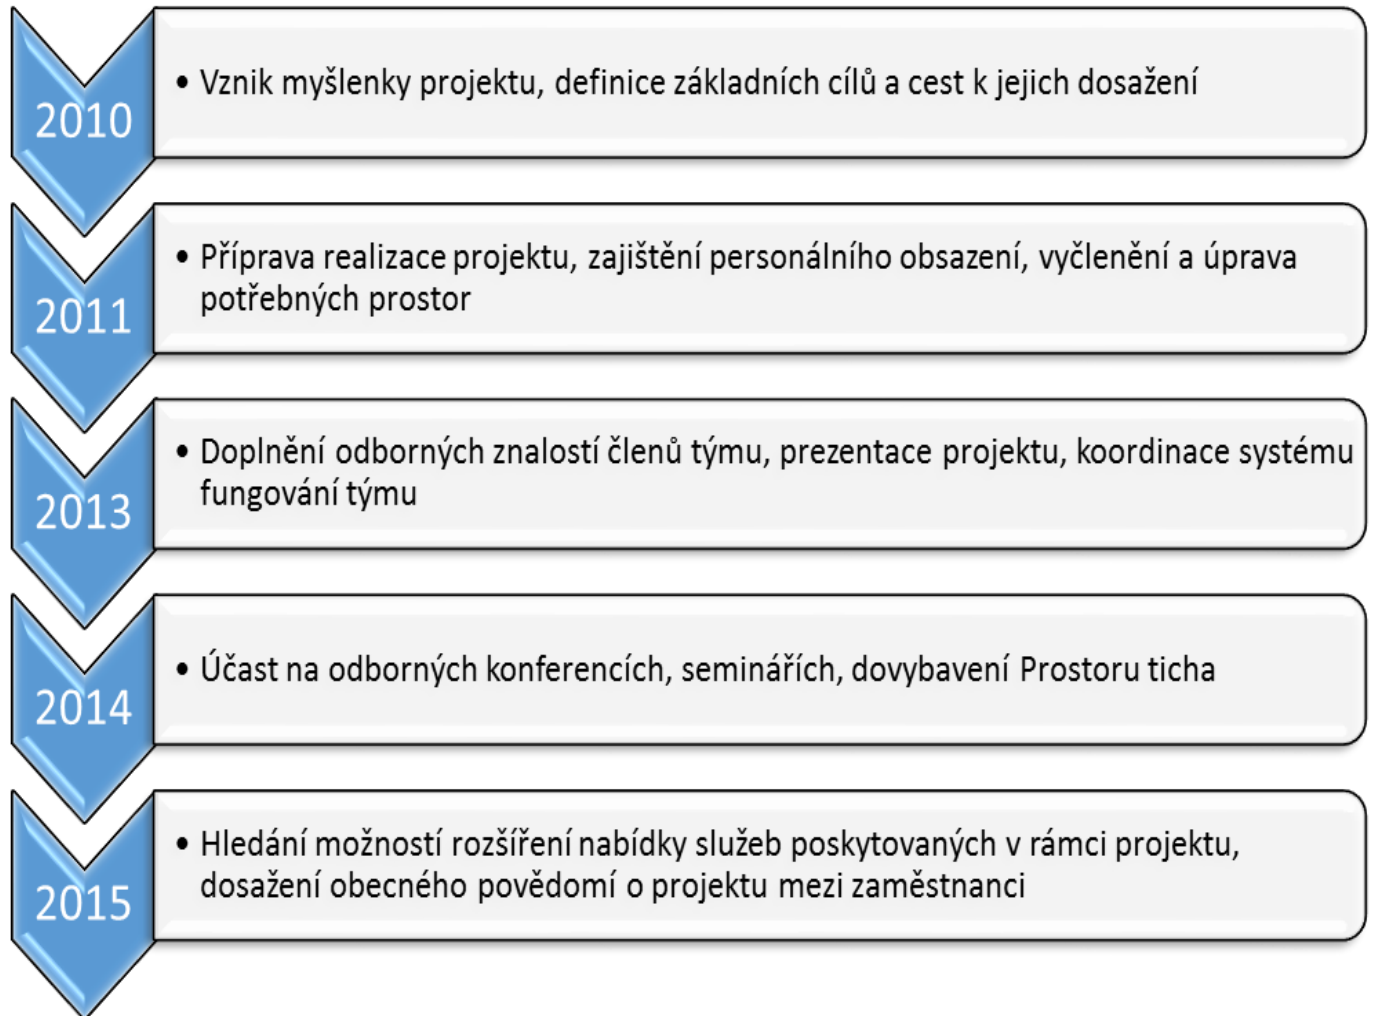 2010
• Vznik myšlenky projektu, definice základních cílů a cest k jejich dosažení
2011
• Příprava realizace projektu, zajištění personálního obsazení, vyčlenění a úprava
potřebných prostor
2013
• Doplnění odborných znalostí členů týmu, prezentace projektu, koordinace systému
fungování týmu
2014
• Účast na odborných konferencích, seminářích, dovybavení Prostoru ticha
2015
• Hledání možností rozšíření nabídky služeb poskytovaných v rámci projektu,
dosažení obecného povědomí o projektu mezi zaměstnanci